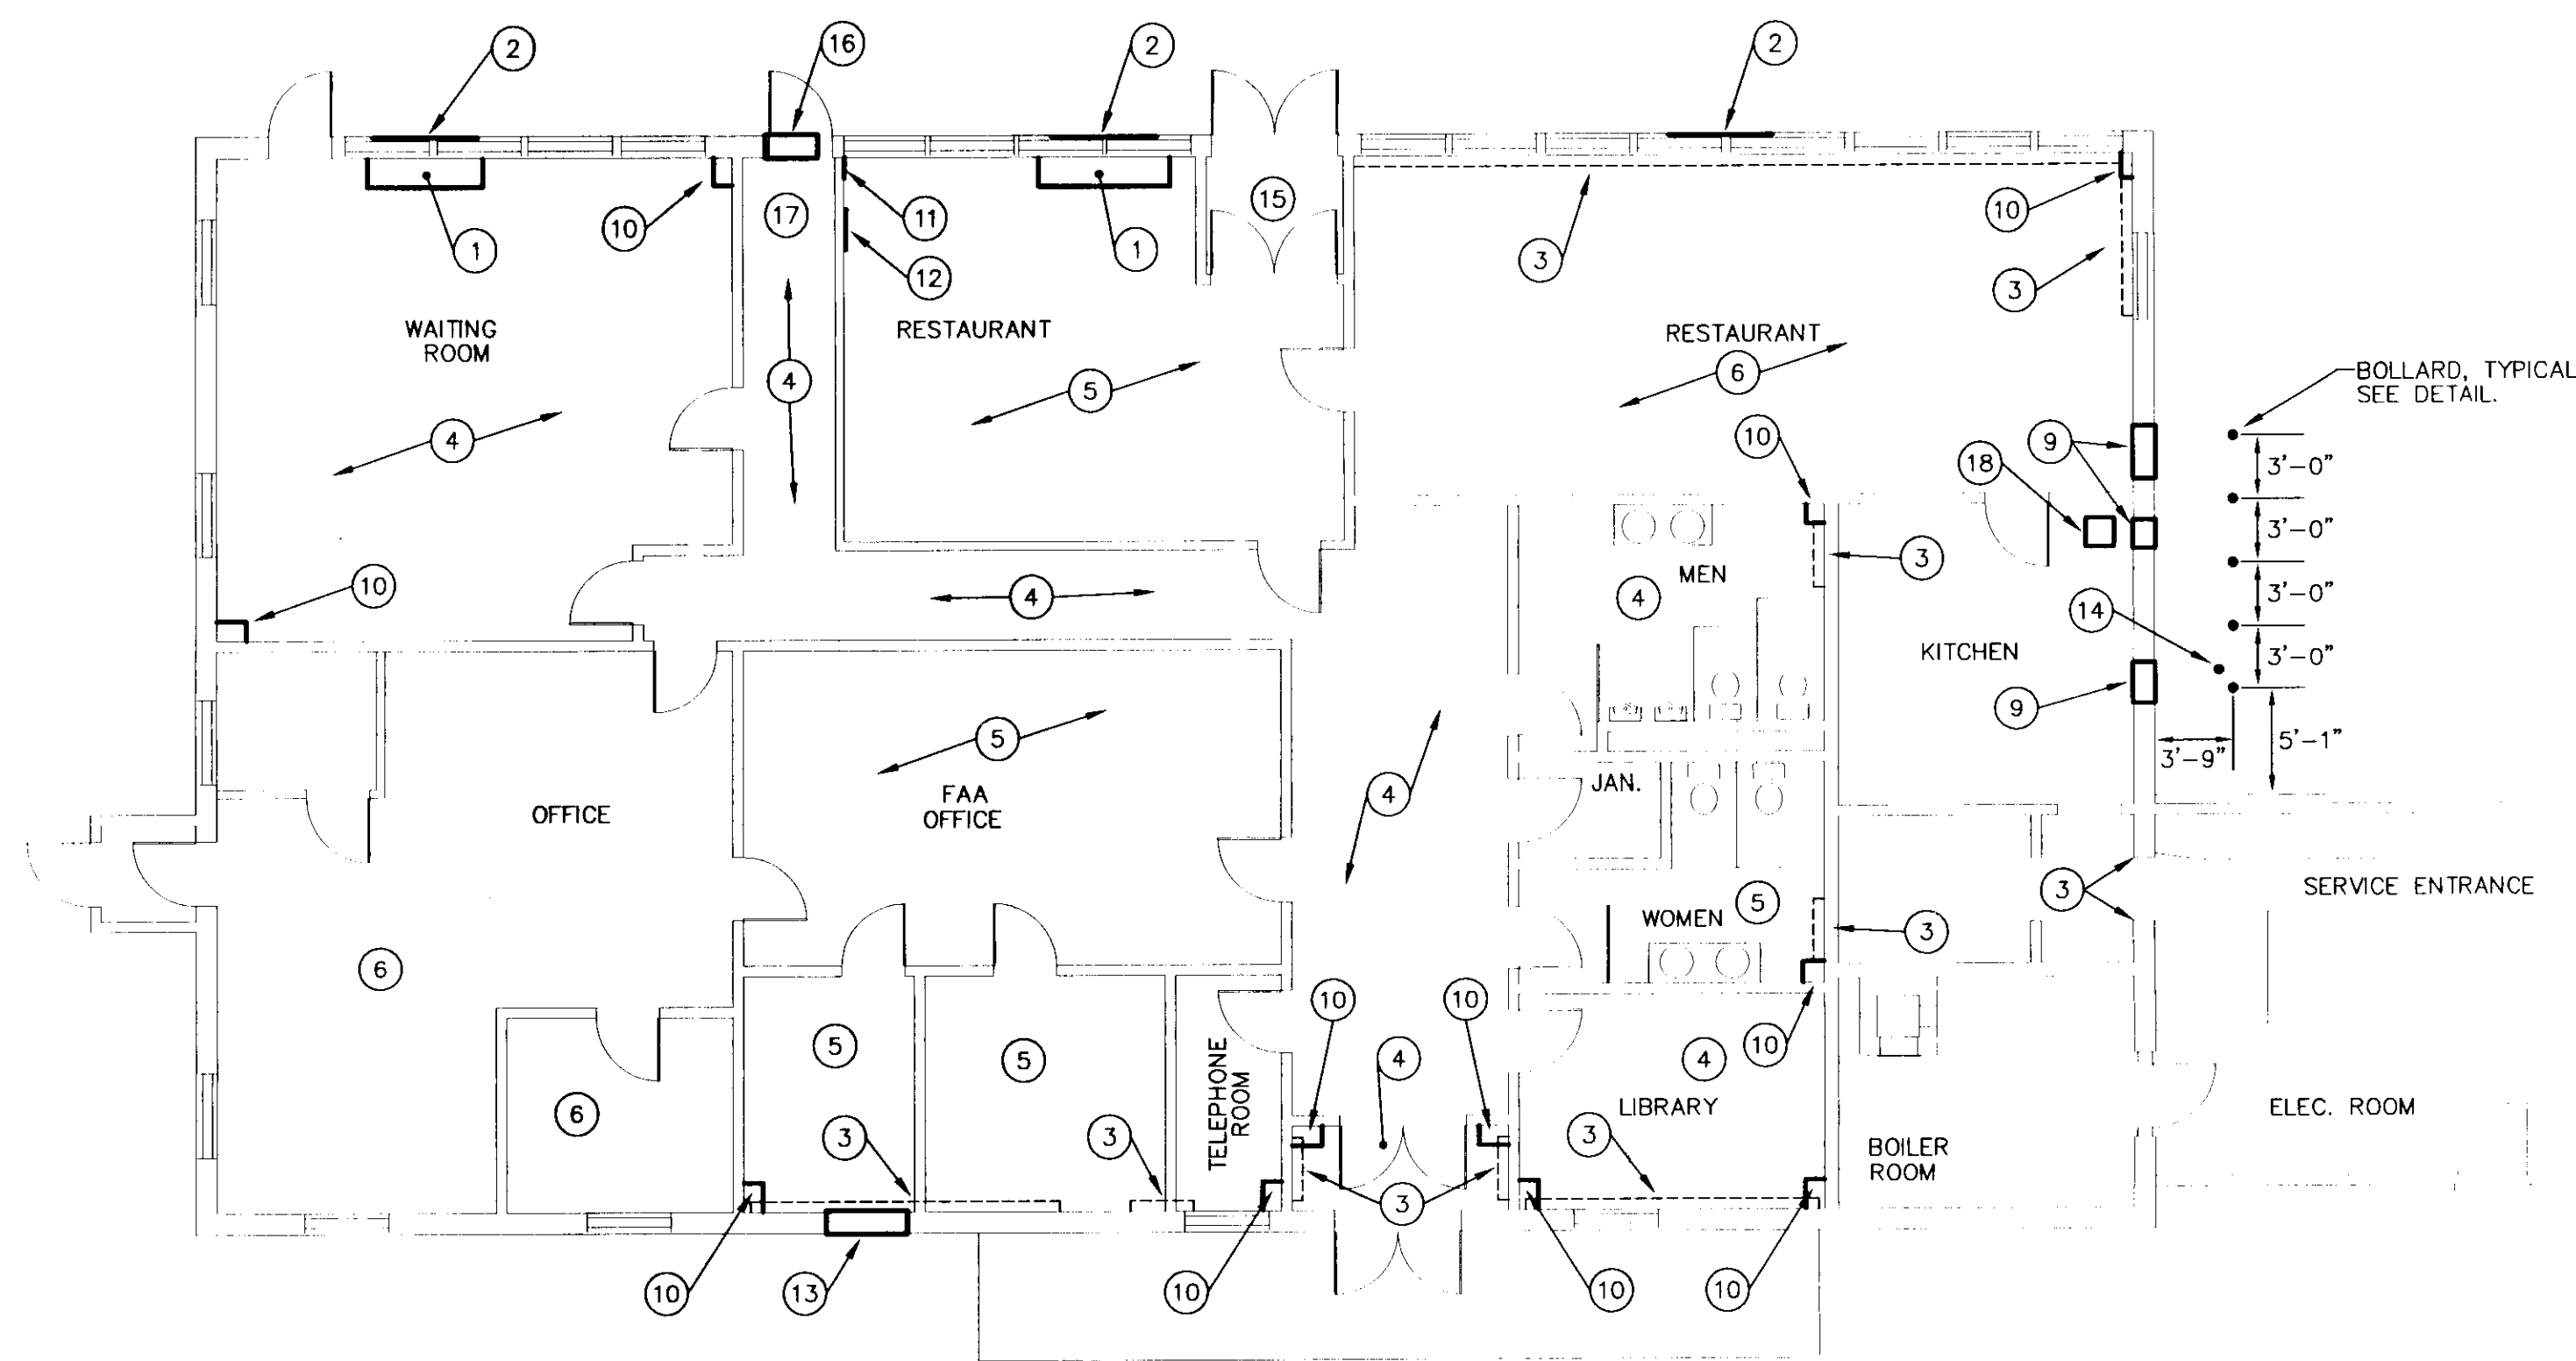 2
16
2
2
10
1
17
11
12
1
15
3
10
3
WAITING
ROOM
RESTAURANT
RESTAURANT
4
4
5
6
BOLLARD, TYPICAL
SEE DETAIL.
10
18
9
3'-0"
3'-0"
3'-0"
3'-0"
10
4
MEN
4
3
14
KITCHEN
9
3'-9"
5'-1"
5
OFFICE
FAA
OFFICE
4
JAN.
WOMEN
5
3
3
SERVICE ENTRANCE
6
10
10
10
5
5
4
4
TELEPHONE
ROOM
6
3
3
3
3
LIBRARY
BOILER
ROOM
ELEC. ROOM
10
13
10
10
10